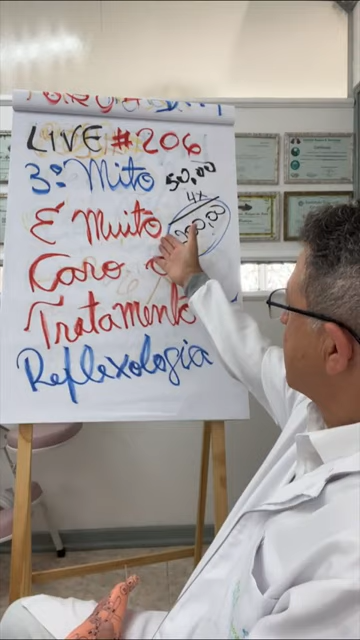 LIVE #206
3º Mito
50,00
4x
É Muito
Caro o
Tratamento
Reflexologia